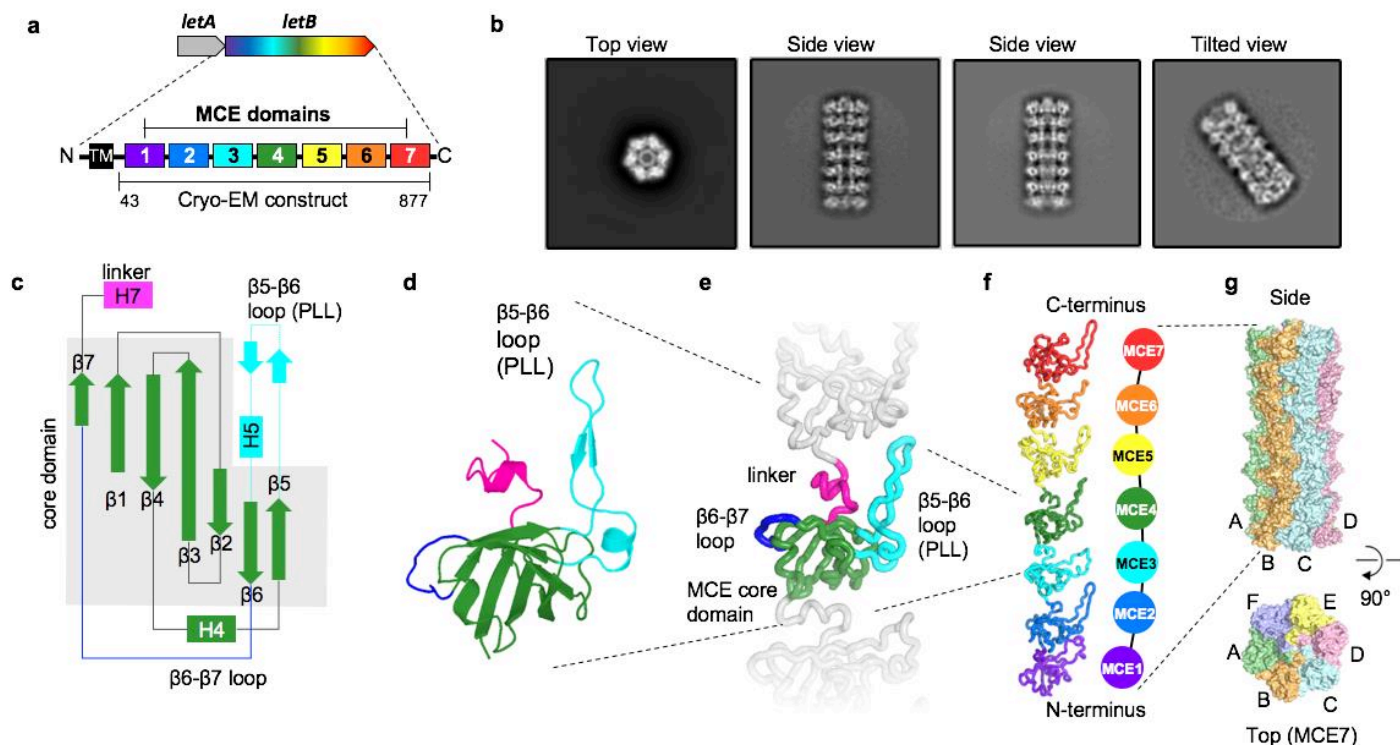 a
letA letB
MCE domains
N TM 1 2 3 4 5 6 7 C
43 Cryo-EM construct 877
b
Top view Side view Side view Tilted view
c
linker
H7
β5-β6
loop (PLL)
β7
H5
core domain
β1 β4 β3 β2 β6 β5
H4
β6-β7 loop
d
β5-β6
loop
(PLL)
e
linker
β6-β7
loop
β5-β6
loop
(PLL)
MCE core
domain
f
C-terminus
MCE7
MCE6
MCE5
MCE4
MCE3
MCE2
MCE1
N-terminus
g
Side
A D
B C
90°
F E
A D
B C
Top (MCE7)